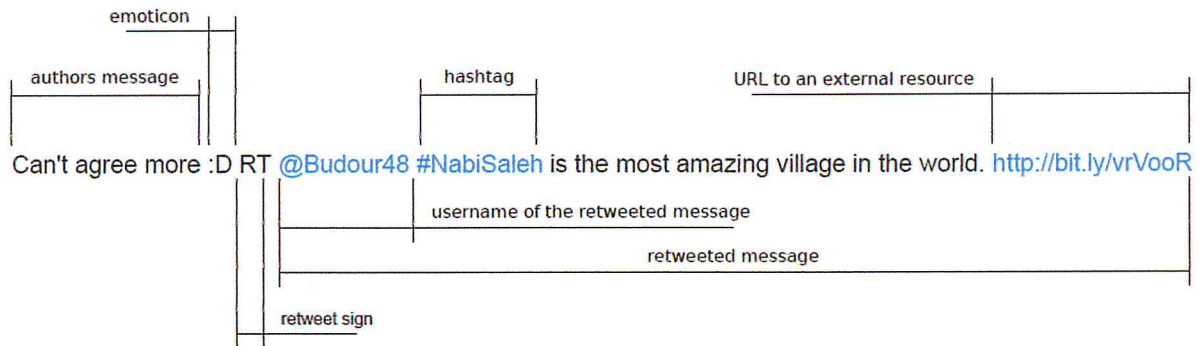 emoticon
authors message
hashtag
URL to an external resource
Can't agree more :D RT @Budour48 #NabiSaleh is the most amazing village in the world. http://bit.ly/vrVooR
username of the retweeted message
retweeted message
retweet sign